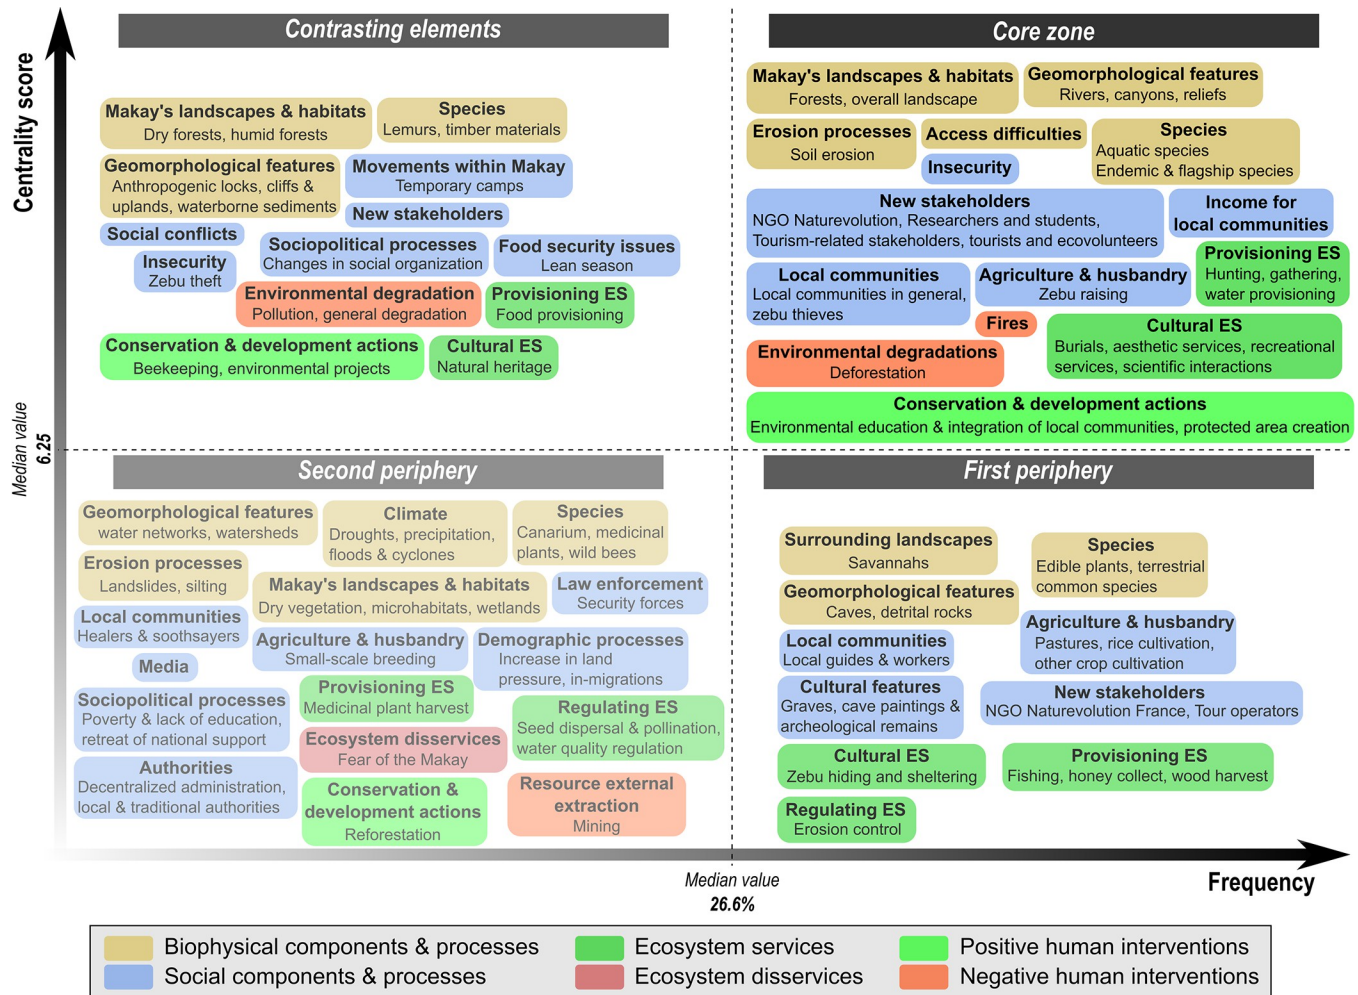 Contrasting elements
Core zone
Centrality score
Makay's landscapes & habitats
Dry forests, humid forests
Species
Lemurs, timber materials
Geomorphological features
Anthropogenic locks, cliffs &
uplands, waterborne sediments
Movements within Makay
Temporary camps
New stakeholders
Social conflicts
Insecurity
Zebu theft
Sociopolitical processes
Changes in social organization
Food security issues
Lean season
Environmental degradation
Pollution, general degradation
Provisioning ES
Food provisioning
Conservation & development actions
Beekeeping, environmental projects
Cultural ES
Natural heritage
Makay's landscapes & habitats
Forests, overall landscape
Geomorphological features
Rivers, canyons, reliefs
Erosion processes
Soil erosion
Access difficulties
Insecurity
Species
Aquatic species
Endemic & flagship species
New stakeholders
NGO Naturevolution, Researchers and students,
Tourism-related stakeholders, tourists and ecovolunteers
Income for
local communities
Local communities
Local communities in general,
zebu thieves
Agriculture & husbandry
Zebu raising
Provisioning ES
Hunting, gathering,
water provisioning
Fires
Cultural ES
Burials, aesthetic services, recreational
services, scientific interactions
Environmental degradations
Deforestation
Conservation & development actions
Environmental education & integration of local communities, protected area creation
Median value
6.25
Second periphery
First periphery
Geomorphological features
water networks, watersheds
Climate
Droughts, precipitation,
floods & cyclones
Species
Canarium, medicinal
plants, wild bees
Erosion processes
Landslides, silting
Makay's landscapes & habitats
Dry vegetation, microhabitats, wetlands
Law enforcement
Security forces
Local communities
Healers & soothsayers
Agriculture & husbandry
Small-scale breeding
Demographic processes
Increase in land
pressure, in-migrations
Media
Sociopolitical processes
Poverty & lack of education,
retreat of national support
Provisioning ES
Medicinal plant harvest
Regulating ES
Seed dispersal & pollination,
water quality regulation
Ecosystem disservices
Fear of the Makay
Authorities
Decentralized administration,
local & traditional authorities
Conservation &
development actions
Reforestation
Resource external
extraction
Mining
Surrounding landscapes
Savannahs
Species
Edible plants, terrestrial
common species
Geomorphological features
Caves, detrital rocks
Local communities
Local guides & workers
Agriculture & husbandry
Pastures, rice cultivation,
other crop cultivation
Cultural features
Graves, cave paintings &
archeological remains
New stakeholders
NGO Naturevolution France, Tour operators
Cultural ES
Zebu hiding and sheltering
Provisioning ES
Fishing, honey collect, wood harvest
Regulating ES
Erosion control
Median value
26.6%
Frequency
Biophysical components & processes
Ecosystem services
Positive human interventions
Social components & processes
Ecosystem disservices
Negative human interventions